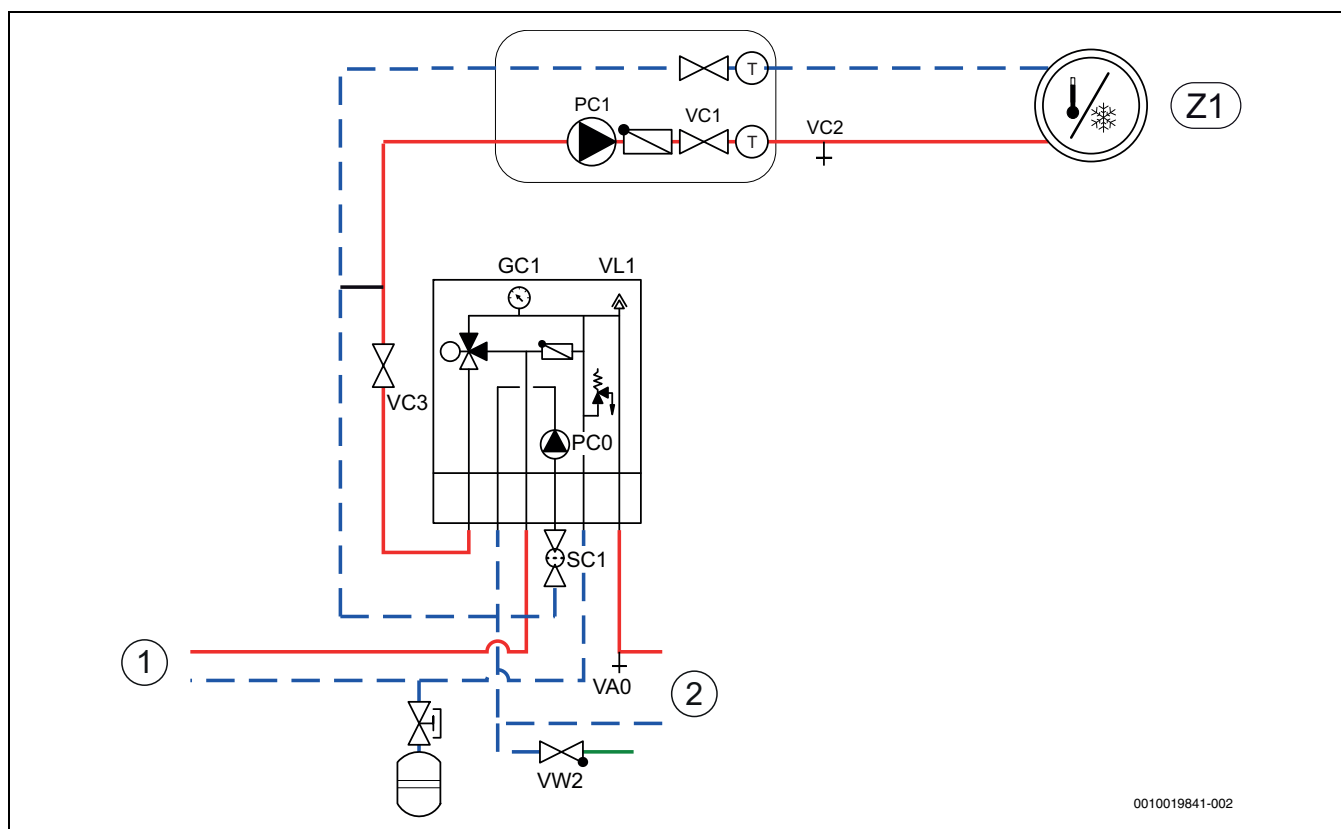 T
PC1
VC1
T
VC2
Z1
GC1
VL1
VC3
PC0
SC1
1
VA0
2
VW2
0010019841-002